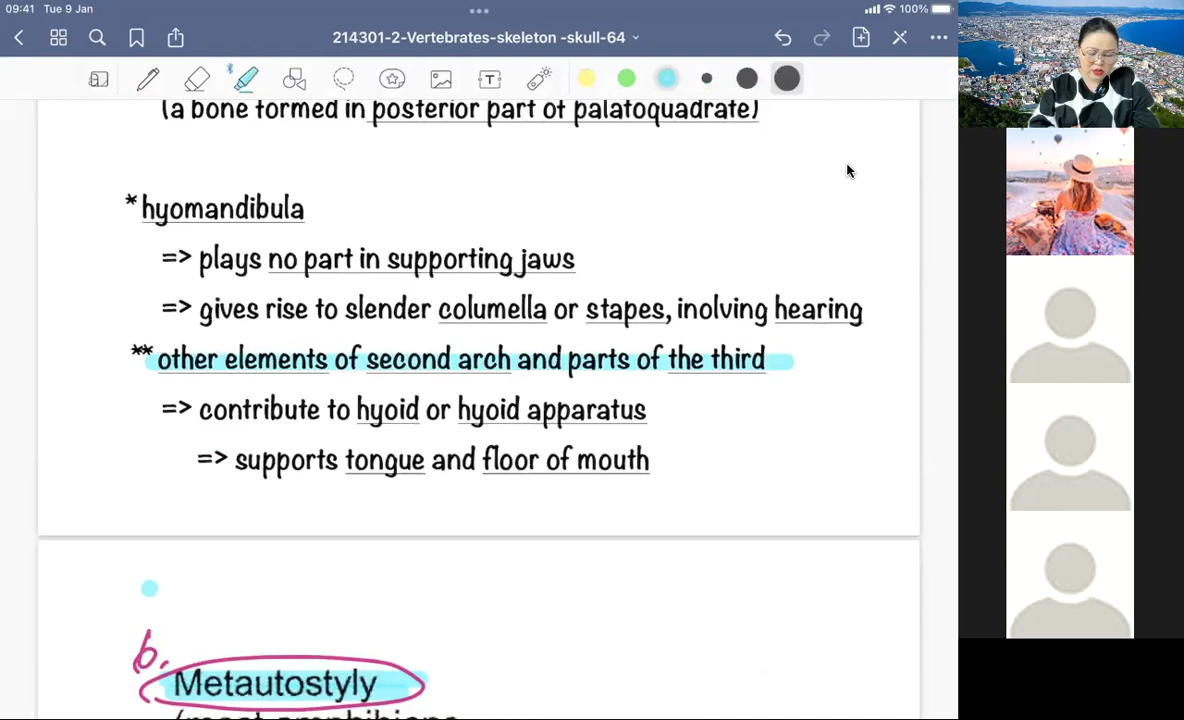 09:41 Tue 9 Jan
100%
214301-2-Vertebrates-skeleton -skull-64
(a bone formed in posterior part of palatoquadrate)
* hyomandibula
=> plays no part in supporting jaws
=> gives rise to slender columella or stapes, inolving hearing
** other elements of second arch and parts of the third
=> contribute to hyoid or hyoid apparatus
=> supports tongue and floor of mouth
b.
Metautostyly
(most amphibians